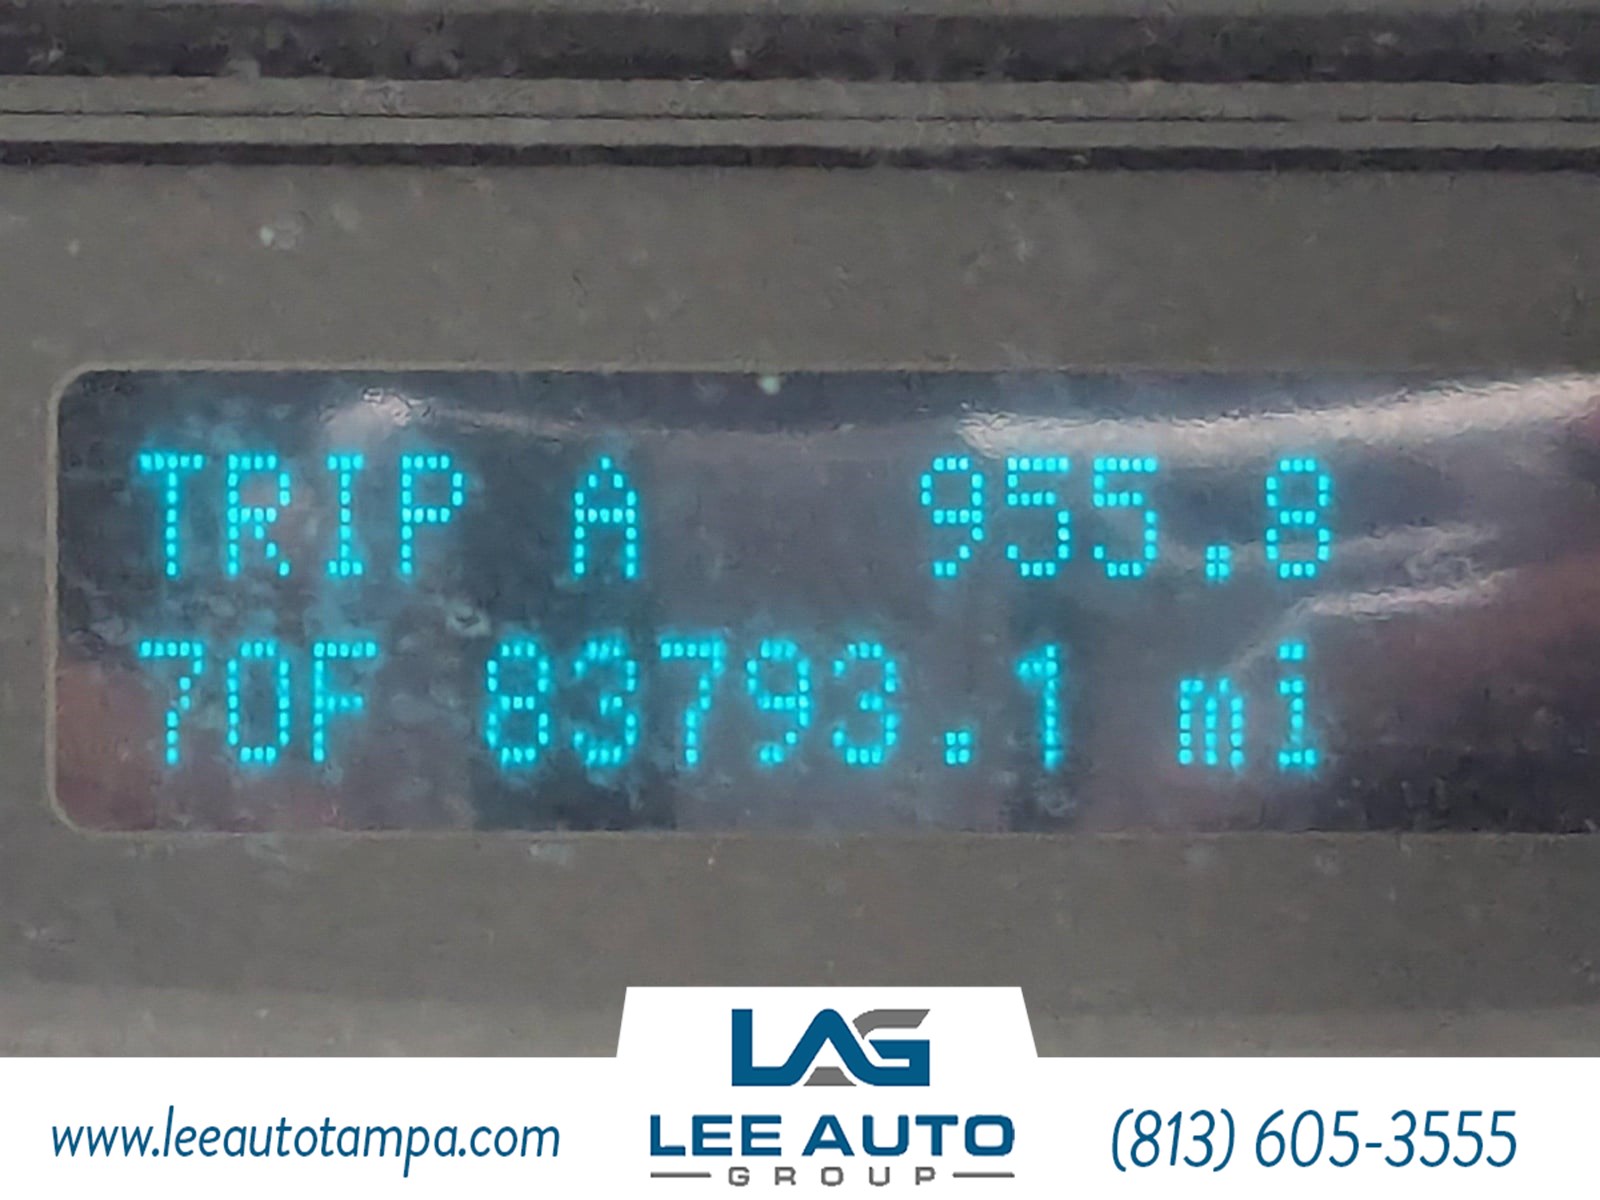 TRIP A 955.8
70F 83793.1 mi
LAG
www.leeautotampa.com
LEE AUTO
GROUP
(813) 605-3555